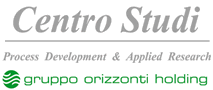 Centro Studi
Process Development & Applied Research
gruppo orizzonti holding